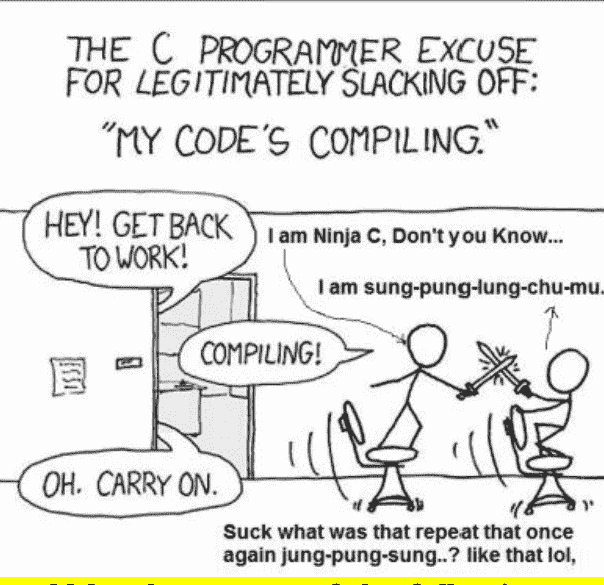 THE C PROGRAMMER EXCUSE
FOR LEGITIMATELY SLACKING OFF:
"MY CODE'S COMPILING."
HEY! GET BACK
TO WORK!
I am Ninja C, Don't you Know...
I am sung-pung-lung-chu-mu.
COMPILING!
OH. CARRY ON.
Suck what was that repeat that once
again jung-pung-sung..? like that lol,